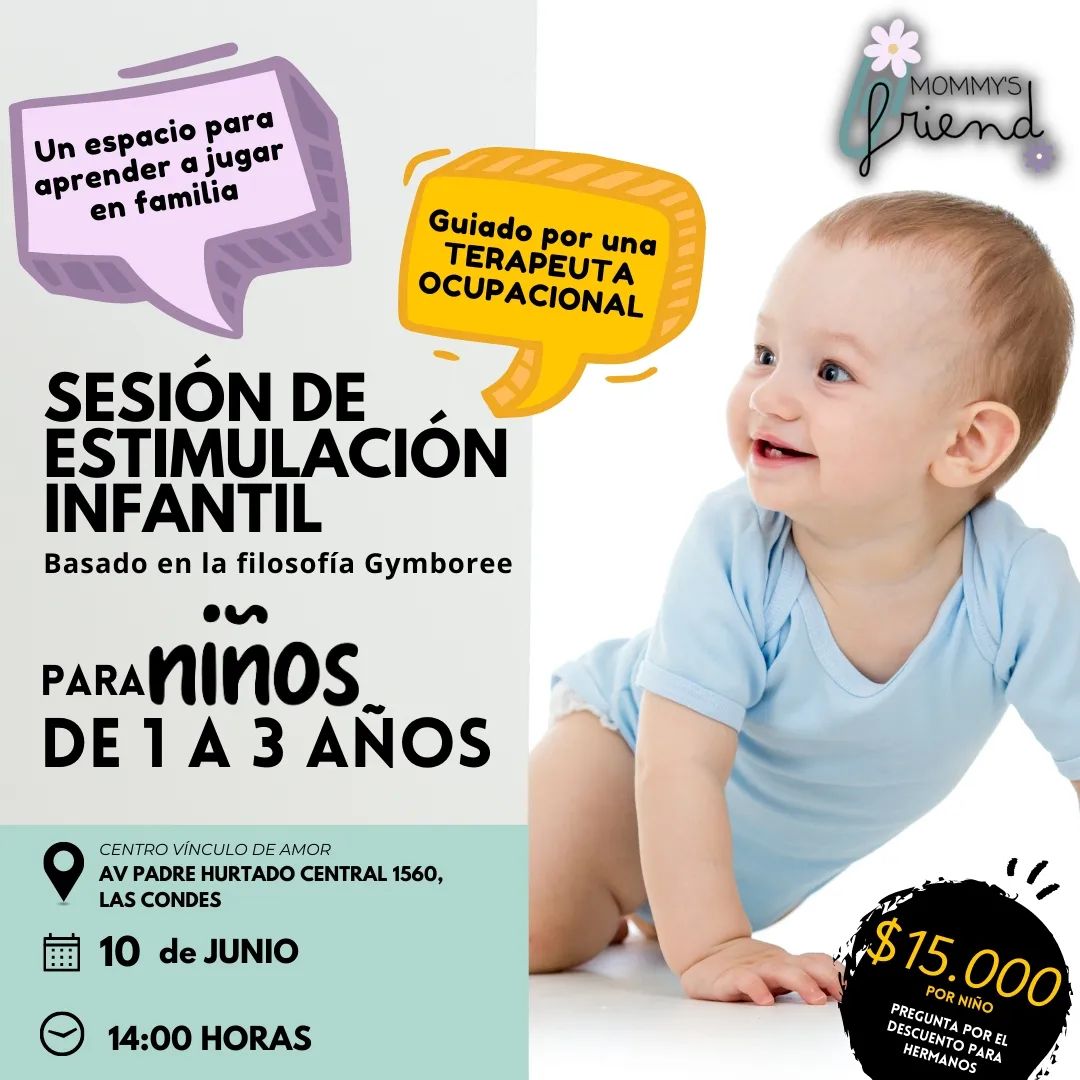 MOMMY'S
friend
Un espacio para
aprender a jugar
en familia
Guiado por una
TERAPEUTA
OCUPACIONAL
SESIÓN DE
ESTIMULACIÓN
INFANTIL
Basado en la filosofía Gymboree
PARA niños
DE 1 A 3 AÑOS
CENTRO VÍNCULO DE AMOR
AV PADRE HURTADO CENTRAL 1560,
LAS CONDES
10 de JUNIO
14:00 HORAS
$15.000
POR NIÑO
PREGUNTA POR EL
DESCUENTO PARA
HERMANOS